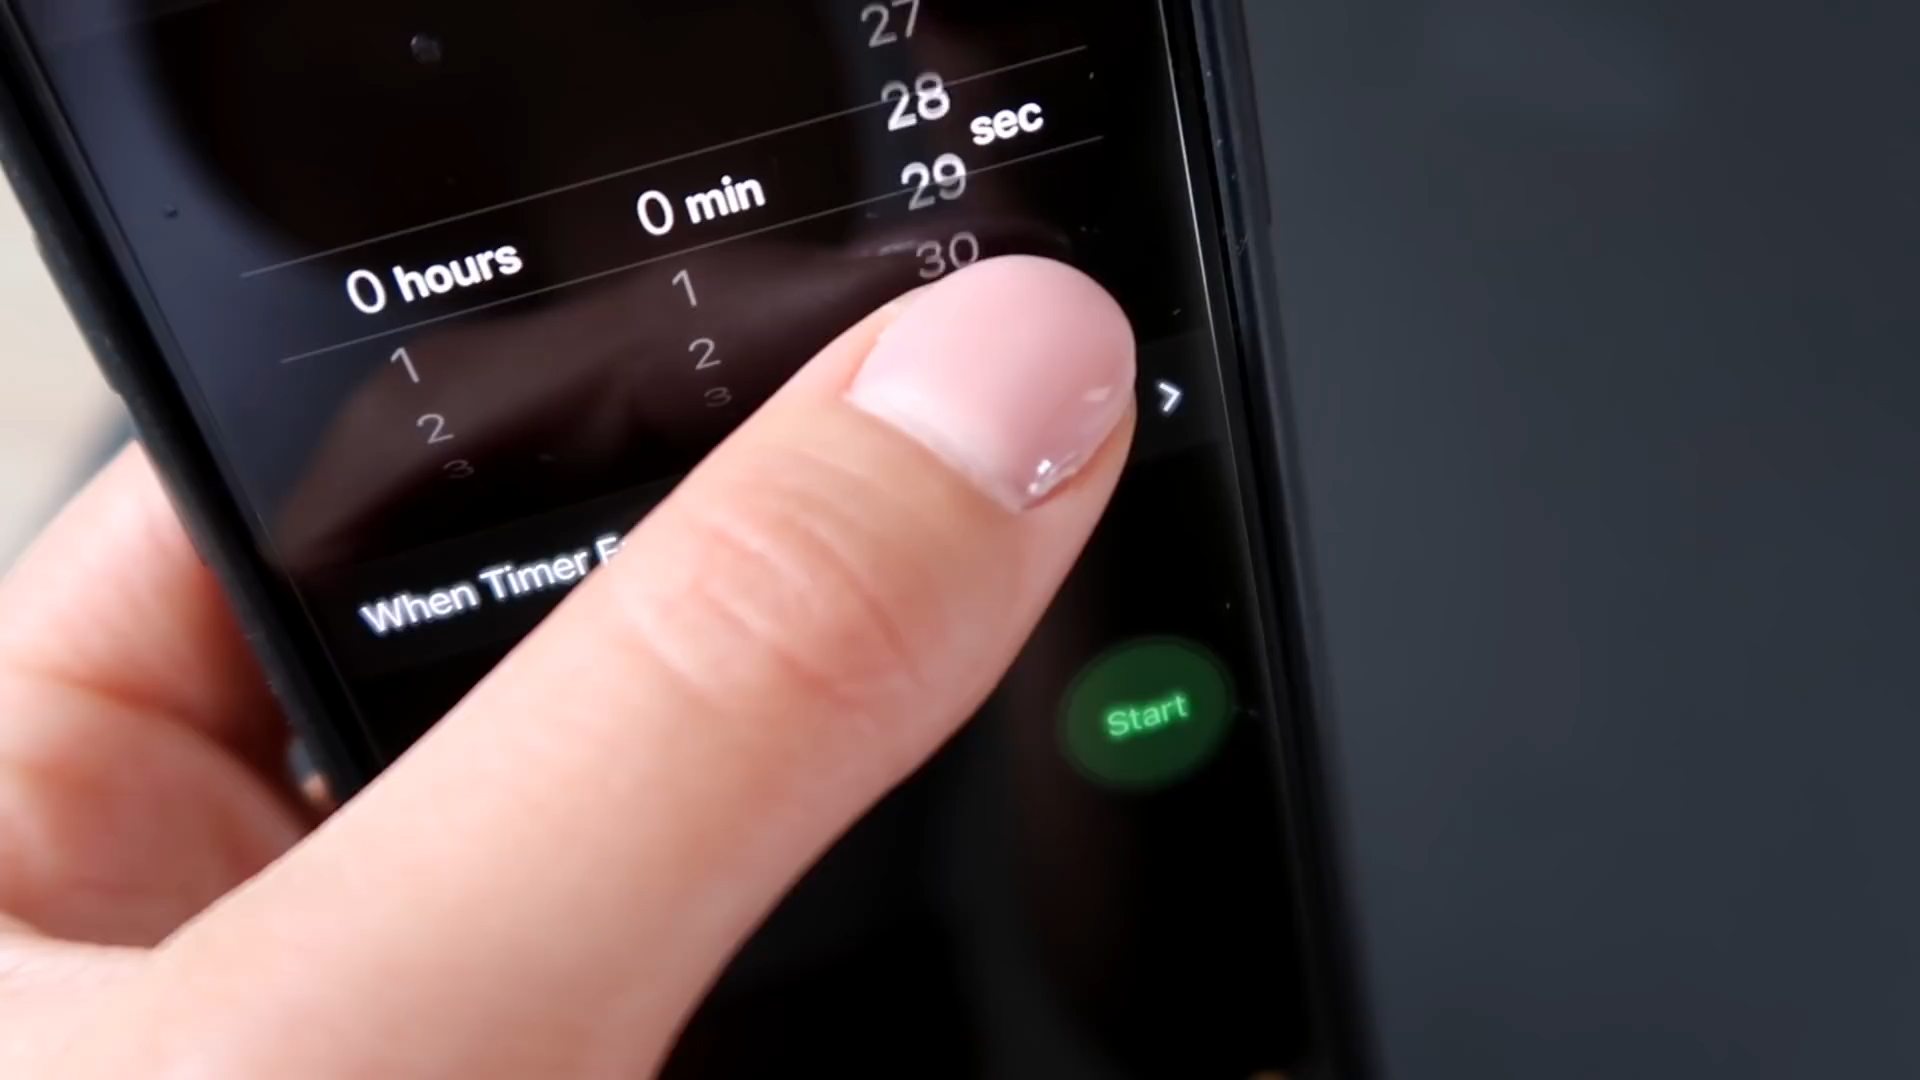 27
28
29 sec
30
0 hours 0 min
1 1
2 2
3 3
When Timer
Start